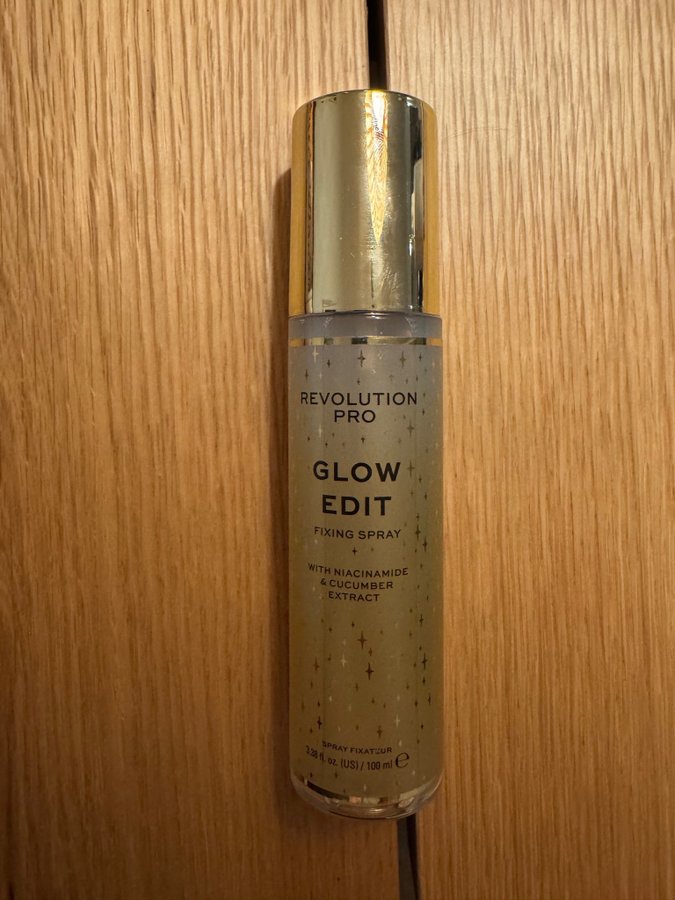 REVOLUTION
PRO
GLOW
EDIT
FIXING SPRAY
WITH NIACINAMIDE
& CUCUMBER
EXTRACT
SPRAY FIXATEUR
3.38 fl. oz. (US) / 100 ml ℮